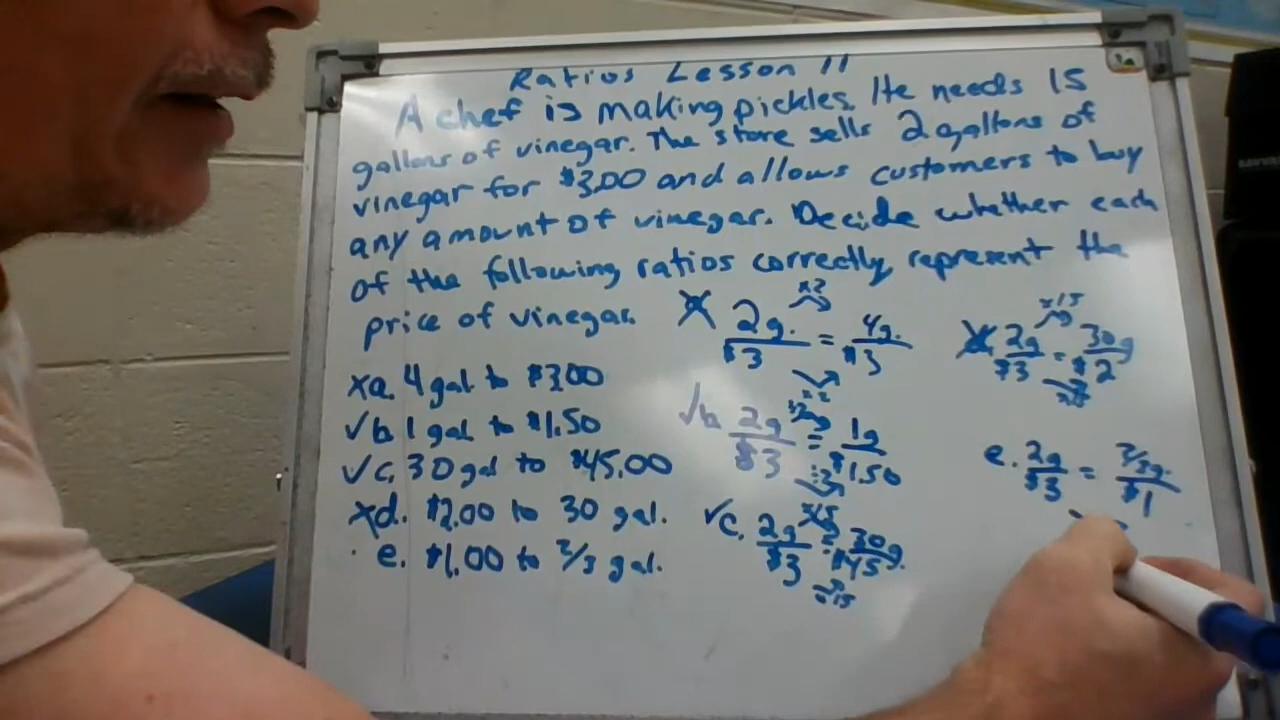 Ratios Lesson 11
A chef is making pickles. He needs 15
gallons of vinegar. The store sells 2 gallons of
vinegar for $3.00 and allows customers to buy
any amount of vinegar. Decide whether each
of the following ratios correctly represent the
price of vinegar.
xa. 4 gal. to $3.00
√b. 1 gal to $1.50
√c. 30 gal to $45.00
xd. $2.00 to 30 gal.
e. $1.00 to 2/3 gal.
x2
2g. = 4g.
$3 $3
√b 2g = 1g
$3 $1.50
√c. 2g 30g.
$3 $45
x15
2g = 30g
$3 $2
e. 2g = 2/3g.
$3 $1